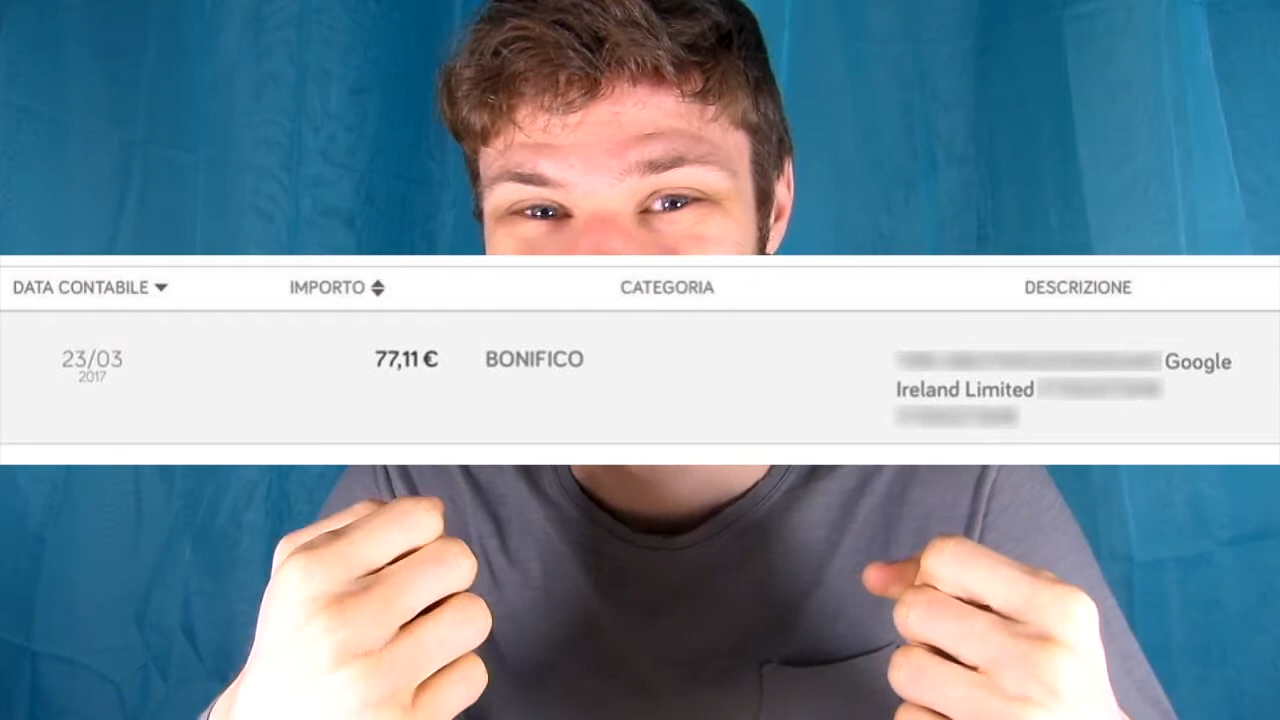 DATA CONTABILE IMPORTO CATEGORIA DESCRIZIONE
23/03 77,11 € BONIFICO Google
2017
Ireland Limited